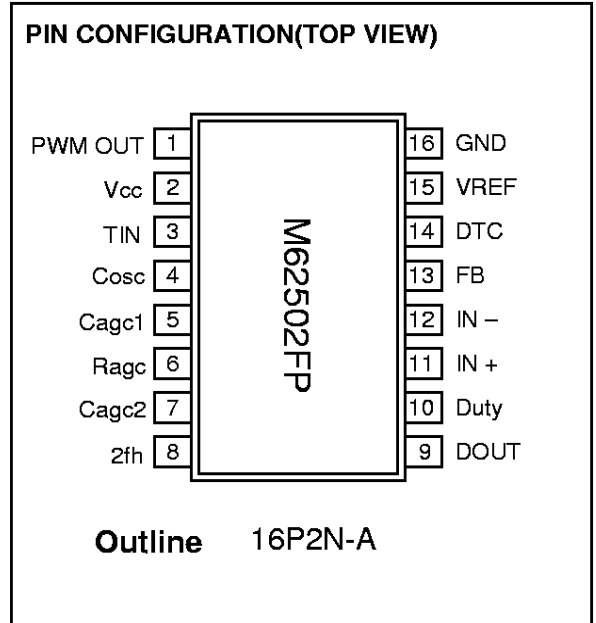 PIN CONFIGURATION(TOP VIEW)
PWM OUT 1 16 GND
Vcc 2 15 VREF
TIN 3 14 DTC
Cosc 4 13 FB
Cagc1 5 12 IN –
Ragc 6 11 IN +
Cagc2 7 10 Duty
2fh 8 9 DOUT
M62502FP
Outline 16P2N-A